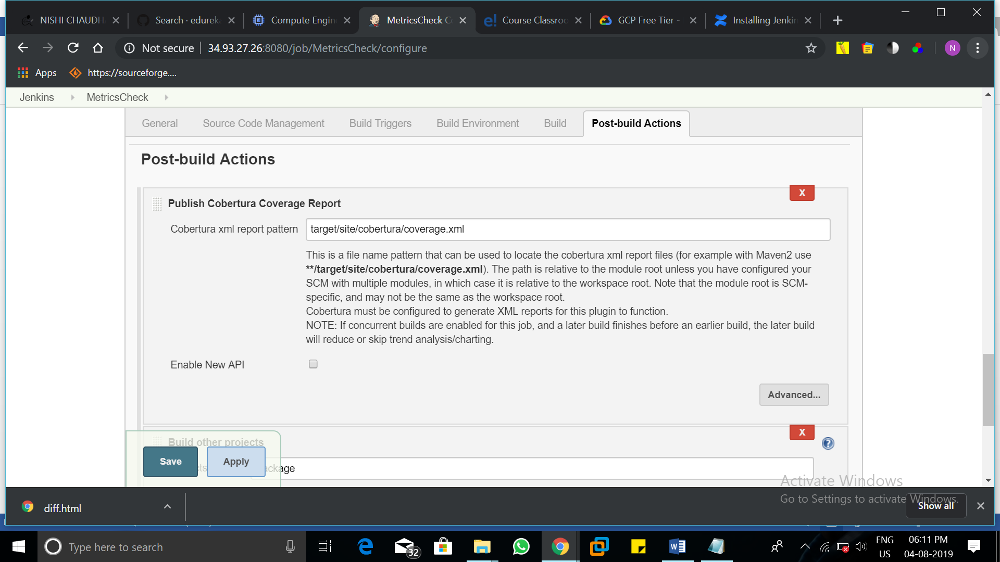 NISHI CHAUDH
Search · edureka
Compute Engin
MetricsCheck C
Course Classroo
GCP Free Tier -
Installing Jenkin
Not secure
34.93.27.26:8080/job/MetricsCheck/configure
N
Apps
https://sourceforge....
Jenkins
MetricsCheck
General
Source Code Management
Build Triggers
Build Environment
Build
Post-build Actions
Post-build Actions
X
Publish Cobertura Coverage Report
Cobertura xml report pattern
target/site/cobertura/coverage.xml
This is a file name pattern that can be used to locate the cobertura xml report files (for example with Maven2 use
**/target/site/cobertura/coverage.xml). The path is relative to the module root unless you have configured your
SCM with multiple modules, in which case it is relative to the workspace root. Note that the module root is SCM-
specific, and may not be the same as the workspace root.
Cobertura must be configured to generate XML reports for this plugin to function.
NOTE: If concurrent builds are enabled for this job, and a later build finishes before an earlier build, the later build
will reduce or skip trend analysis/charting.
Enable New API
Advanced...
X
Build other projects
Save
Apply
cts
ackage
Activate Windows
Go to Settings to activate Windows.
diff.html
Show all
Type here to search
32
ENG
US
06:11 PM
04-08-2019